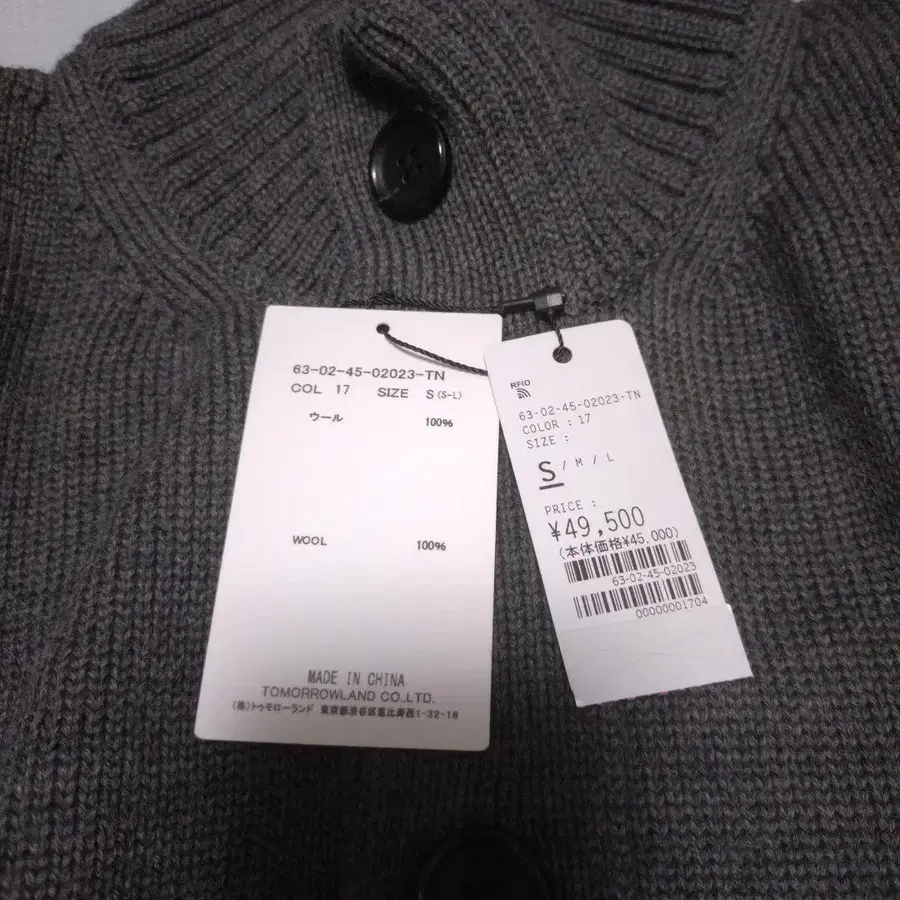 63-02-45-02023-TN
COL 17 SIZE S (S-L)
ウール 100%
WOOL 100%
MADE IN CHINA
TOMORROWLAND CO.,LTD.
(株)トゥモローランド 東京都渋谷区恵比寿西1-32-18
RFID
63-02-45-02023-TN
COLOR : 17
SIZE :
S / M / L
PRICE :
¥49,500
(本体価格¥45,000)
63-02-45-02023
00000001704